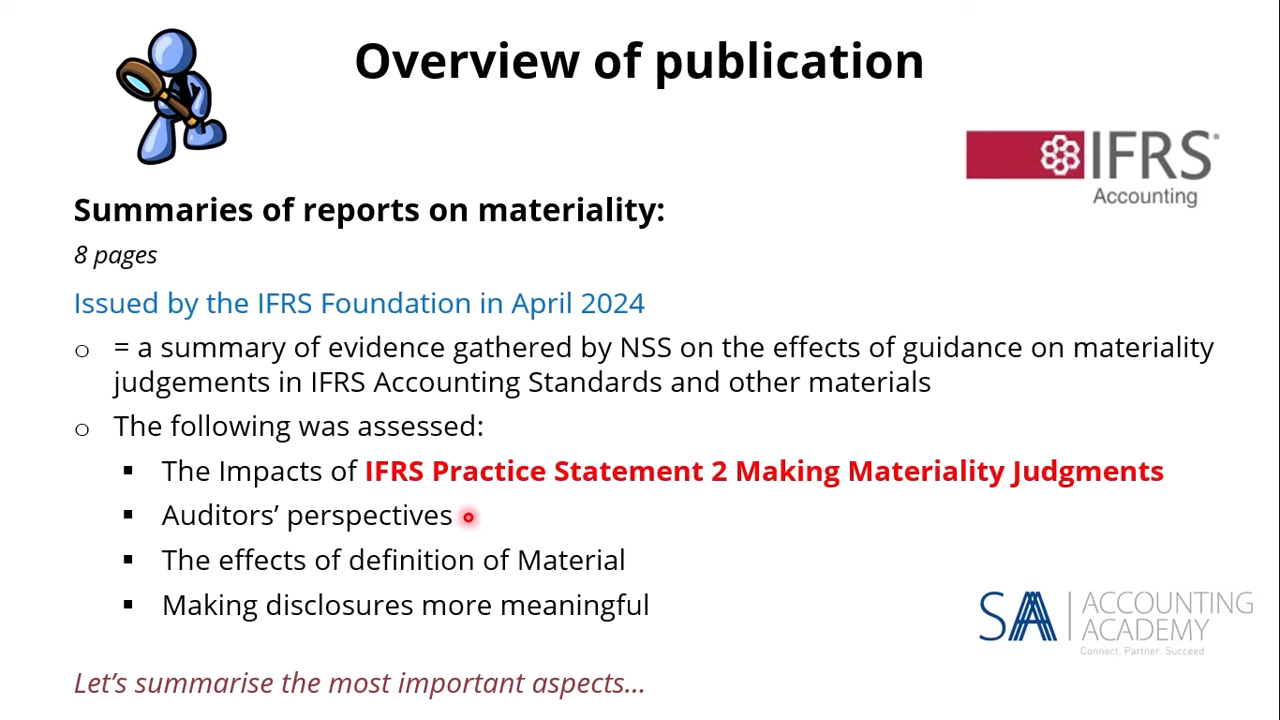 Overview of publication
IFRS
Accounting
Summaries of reports on materiality:
8 pages
Issued by the IFRS Foundation in April 2024
o = a summary of evidence gathered by NSS on the effects of guidance on materiality
judgements in IFRS Accounting Standards and other materials
o The following was assessed:
▪ The Impacts of IFRS Practice Statement 2 Making Materiality Judgments
▪ Auditors’ perspectives
▪ The effects of definition of Material
▪ Making disclosures more meaningful
SA ACCOUNTING
ACADEMY
Connect. Partner. Succeed
Let’s summarise the most important aspects…